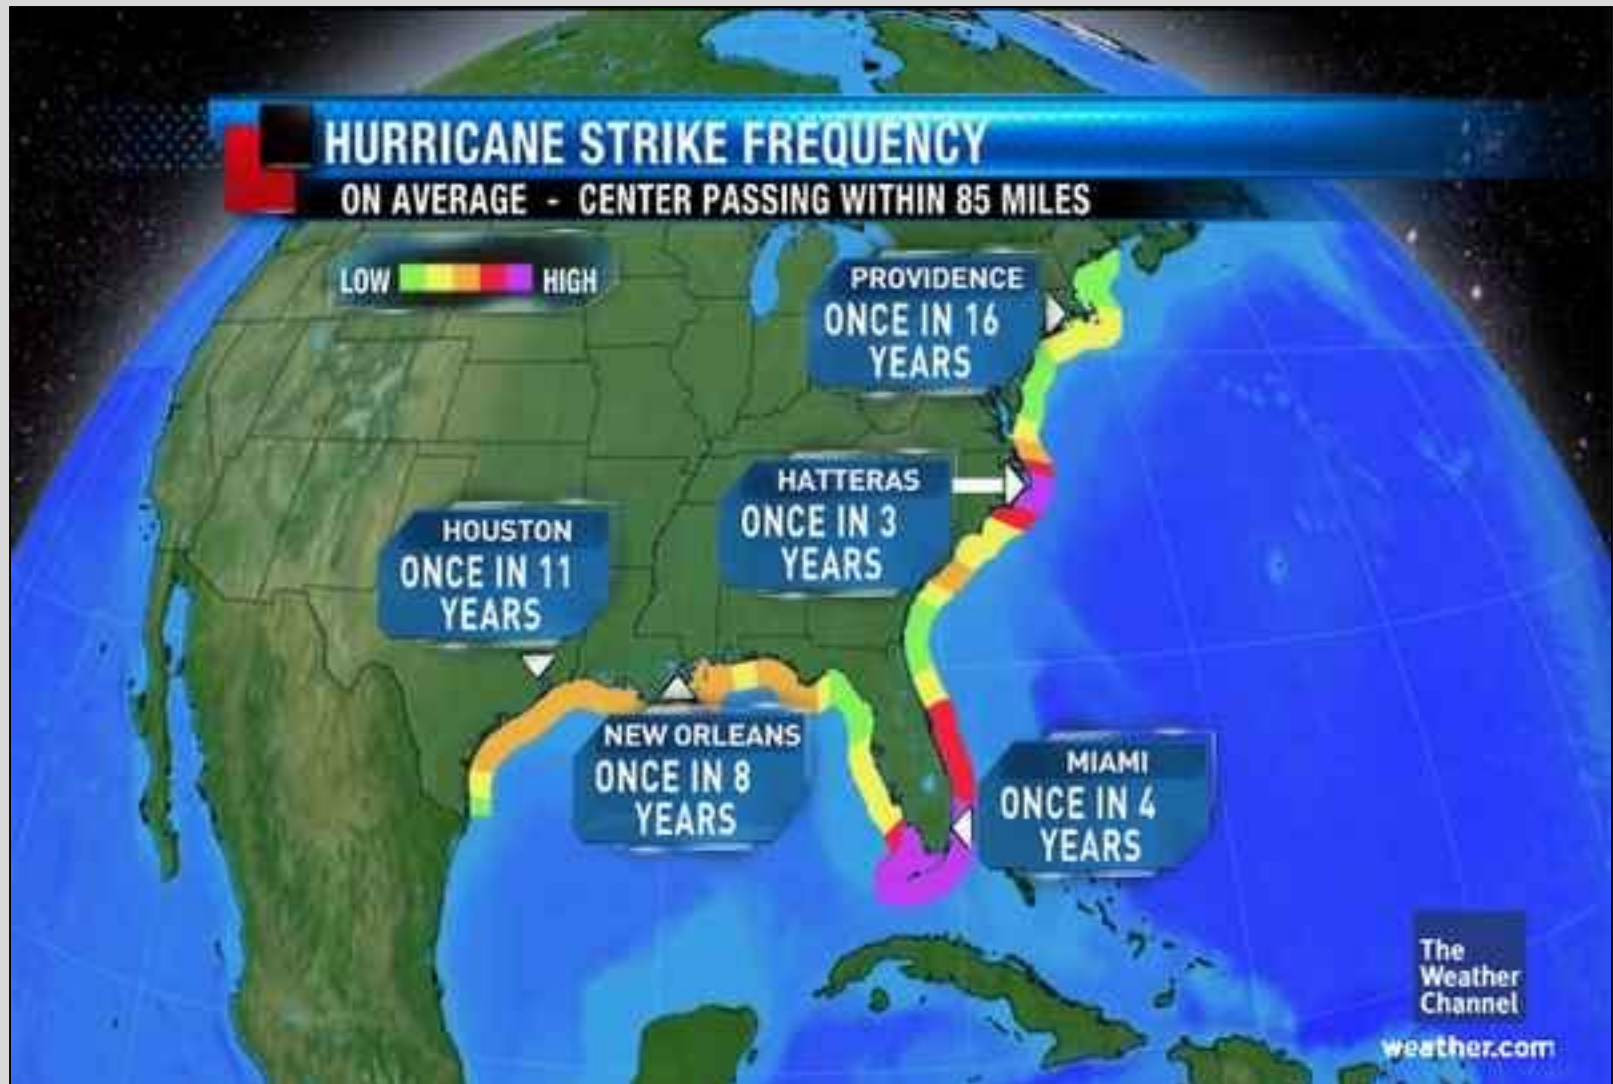 HURRICANE STRIKE FREQUENCY
ON AVERAGE - CENTER PASSING WITHIN 85 MILES
LOW HIGH
PROVIDENCE
ONCE IN 16
YEARS
HATTERAS
ONCE IN 3
YEARS
HOUSTON
ONCE IN 11
YEARS
NEW ORLEANS
ONCE IN 8
YEARS
MIAMI
ONCE IN 4
YEARS
The
Weather
Channel
weather.com